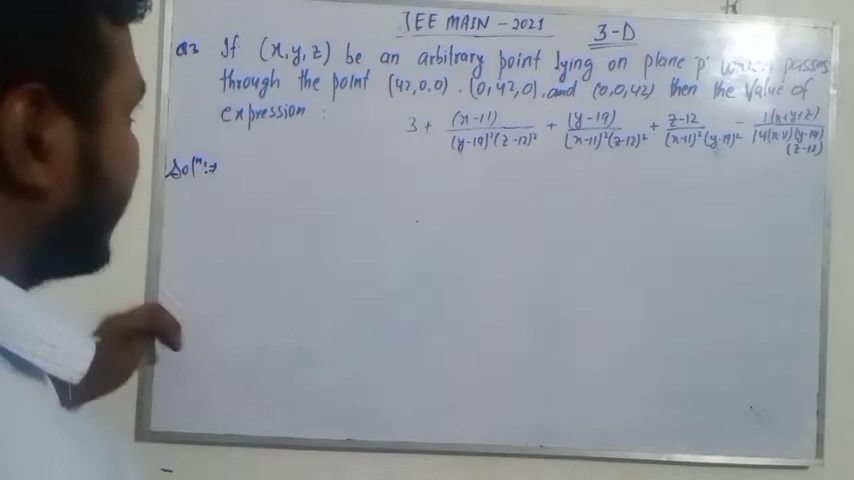 JEE MAIN - 2021
3-D
Q2 If (x,y,z) be an arbitrary point lying on plane 'p' which passes
through the point (42,0,0), (0,42,0), and (0,0,42) then the value of
expression :
3 + (x-11)/(y-19)²(z-12)² + (y-19)/(x-11)²(z-12)² + z-12/(x-11)²(y-19)² - (x+y+z)/14(x-11)(y-19)(z-12)
Solⁿ:→